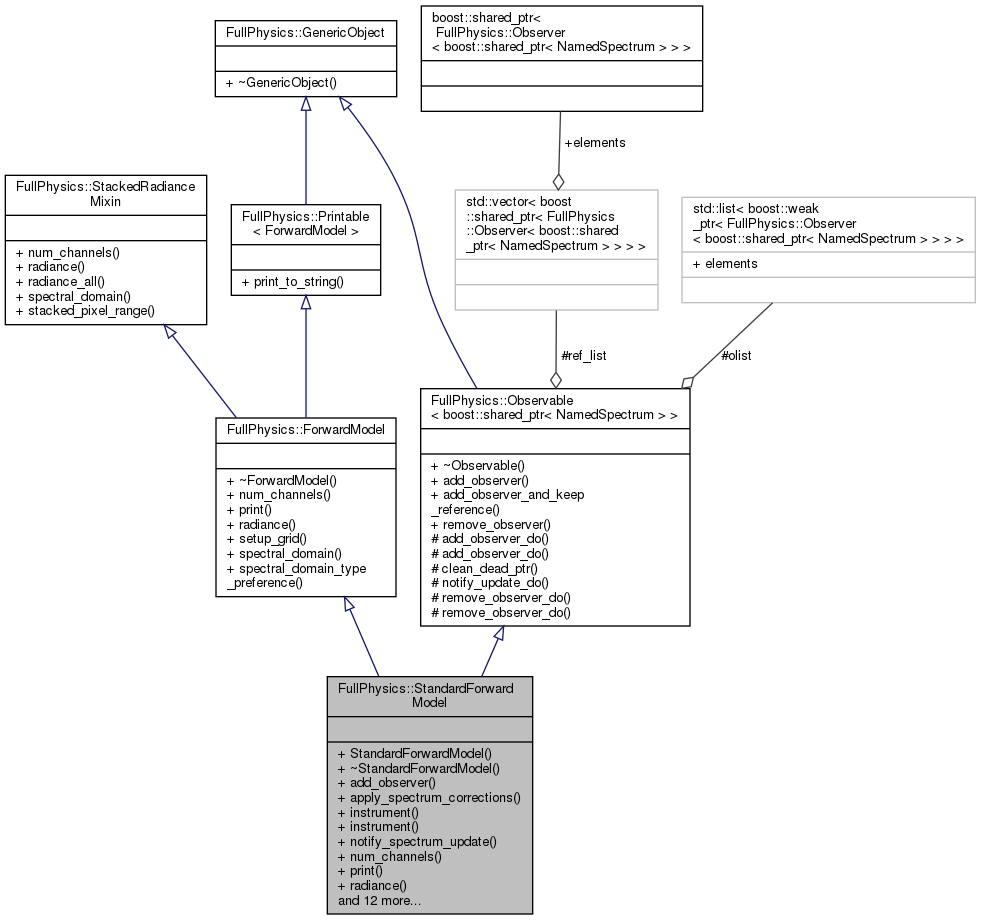 FullPhysics::GenericObject
+ ~GenericObject()
boost::shared_ptr<
FullPhysics::Observer
< boost::shared_ptr< NamedSpectrum > > >
+elements
FullPhysics::StackedRadiance
Mixin
+ num_channels()
+ radiance()
+ radiance_all()
+ spectral_domain()
+ stacked_pixel_range()
FullPhysics::Printable
< ForwardModel >
+ print_to_string()
std::vector< boost
::shared_ptr< FullPhysics
::Observer< boost::shared
_ptr< NamedSpectrum > > > >
std::list< boost::weak
_ptr< FullPhysics::Observer
< boost::shared_ptr< NamedSpectrum > > > >
+ elements
#ref_list
#olist
FullPhysics::ForwardModel
+ ~ForwardModel()
+ num_channels()
+ print()
+ radiance()
+ setup_grid()
+ spectral_domain()
+ spectral_domain_type
_preference()
FullPhysics::Observable
< boost::shared_ptr< NamedSpectrum > >
+ ~Observable()
+ add_observer()
+ add_observer_and_keep
_reference()
+ remove_observer()
# add_observer_do()
# add_observer_do()
# clean_dead_ptr()
# notify_update_do()
# remove_observer_do()
# remove_observer_do()
FullPhysics::StandardForward
Model
+ StandardForwardModel()
+ ~StandardForwardModel()
+ add_observer()
+ apply_spectrum_corrections()
+ instrument()
+ instrument()
+ notify_spectrum_update()
+ num_channels()
+ print()
+ radiance()
and 12 more...